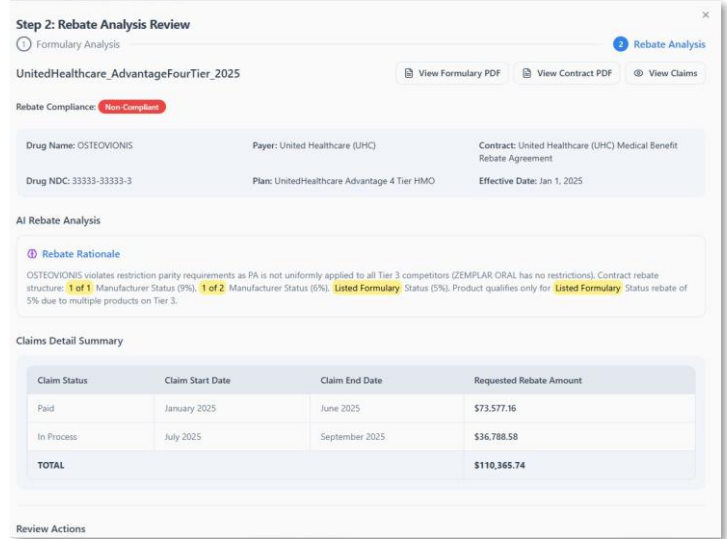 ×
Step 2: Rebate Analysis Review
1 Formulary Analysis
2 Rebate Analysis
UnitedHealthcare_AdvantageFourTier_2025
View Formulary PDF
View Contract PDF
View Claims
Rebate Compliance: Non-Compliant
Drug Name: OSTEOVIONIS
Payer: United Healthcare (UHC)
Contract: United Healthcare (UHC) Medical Benefit
Rebate Agreement
Drug NDC: 33333-33333-3
Plan: UnitedHealthcare Advantage 4 Tier HMO
Effective Date: Jan 1, 2025
AI Rebate Analysis
Rebate Rationale
OSTEOVIONIS violates restriction parity requirements as PA is not uniformly applied to all Tier 3 competitors (ZEMPLAR ORAL has no restrictions). Contract rebate
structure: 1 of 1 Manufacturer Status (9%), 1 of 2 Manufacturer Status (6%), Listed Formulary Status (5%). Product qualifies only for Listed Formulary Status rebate of
5% due to multiple products on Tier 3.
Claims Detail Summary
Claim Status Claim Start Date Claim End Date Requested Rebate Amount
Paid January 2025 June 2025 $73,577.16
In Process July 2025 September 2025 $36,788.58
TOTAL $110,365.74
Review Actions